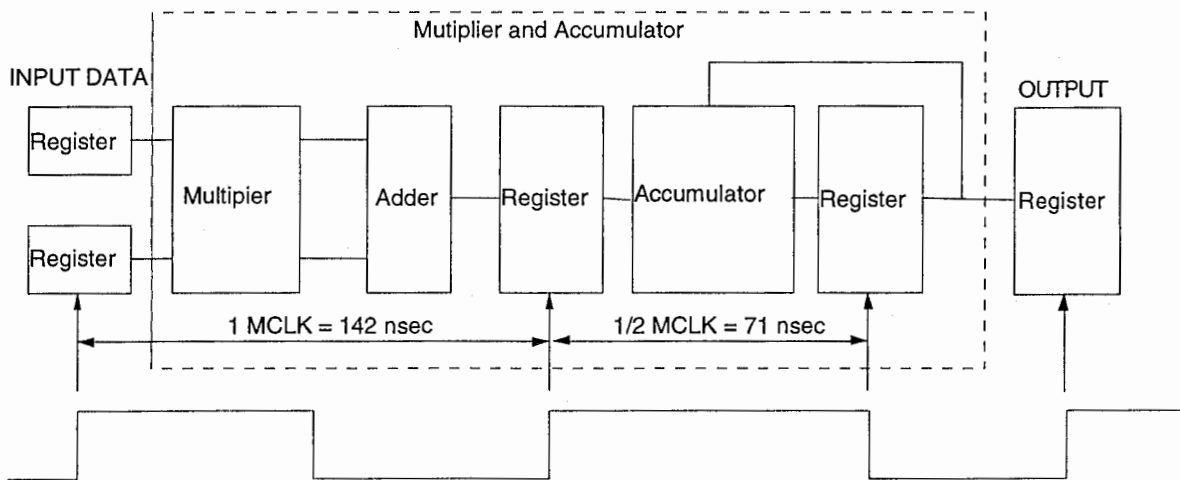 Mutiplier and Accumulator
INPUT DATA
OUTPUT
Register
Register
Multipier
Adder
Register
Accumulator
Register
Register
1 MCLK = 142 nsec
1/2 MCLK = 71 nsec